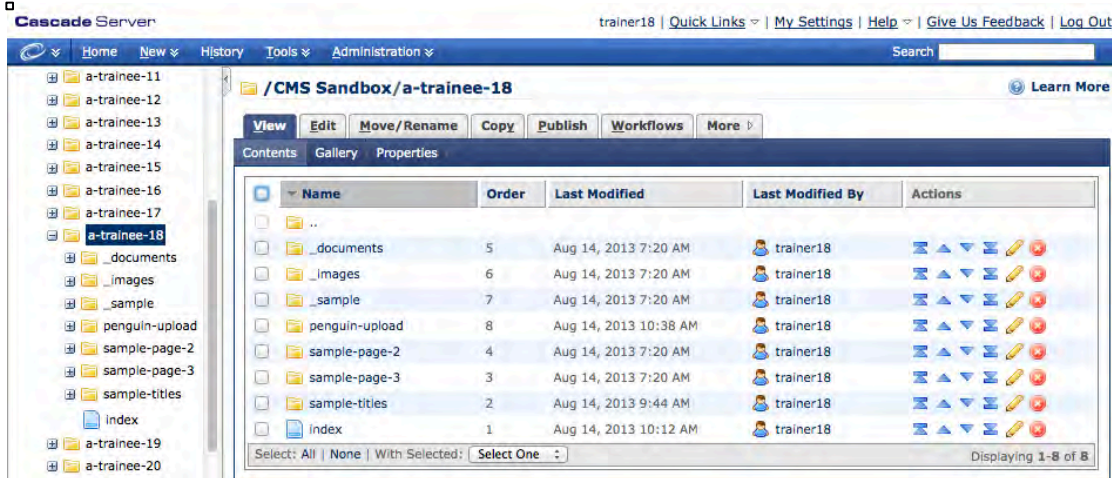 Cascade Server
trainer18 | Quick Links | My Settings | Help | Give Us Feedback | Log Out
Home New History Tools Administration Search
a-trainee-11
a-trainee-12
a-trainee-13
a-trainee-14
a-trainee-15
a-trainee-16
a-trainee-17
a-trainee-18
_documents
_images
_sample
penguin-upload
sample-page-2
sample-page-3
sample-titles
index
a-trainee-19
a-trainee-20
/CMS Sandbox/a-trainee-18 Learn More
View Edit Move/Rename Copy Publish Workflows More
Contents Gallery Properties
Name Order Last Modified Last Modified By Actions
..
_documents 5 Aug 14, 2013 7:20 AM trainer18
_images 6 Aug 14, 2013 7:20 AM trainer18
_sample 7 Aug 14, 2013 7:20 AM trainer18
penguin-upload 8 Aug 14, 2013 10:38 AM trainer18
sample-page-2 4 Aug 14, 2013 7:20 AM trainer18
sample-page-3 3 Aug 14, 2013 7:20 AM trainer18
sample-titles 2 Aug 14, 2013 9:44 AM trainer18
index 1 Aug 14, 2013 10:12 AM trainer18
Select: All | None | With Selected: Select One Displaying 1-8 of 8